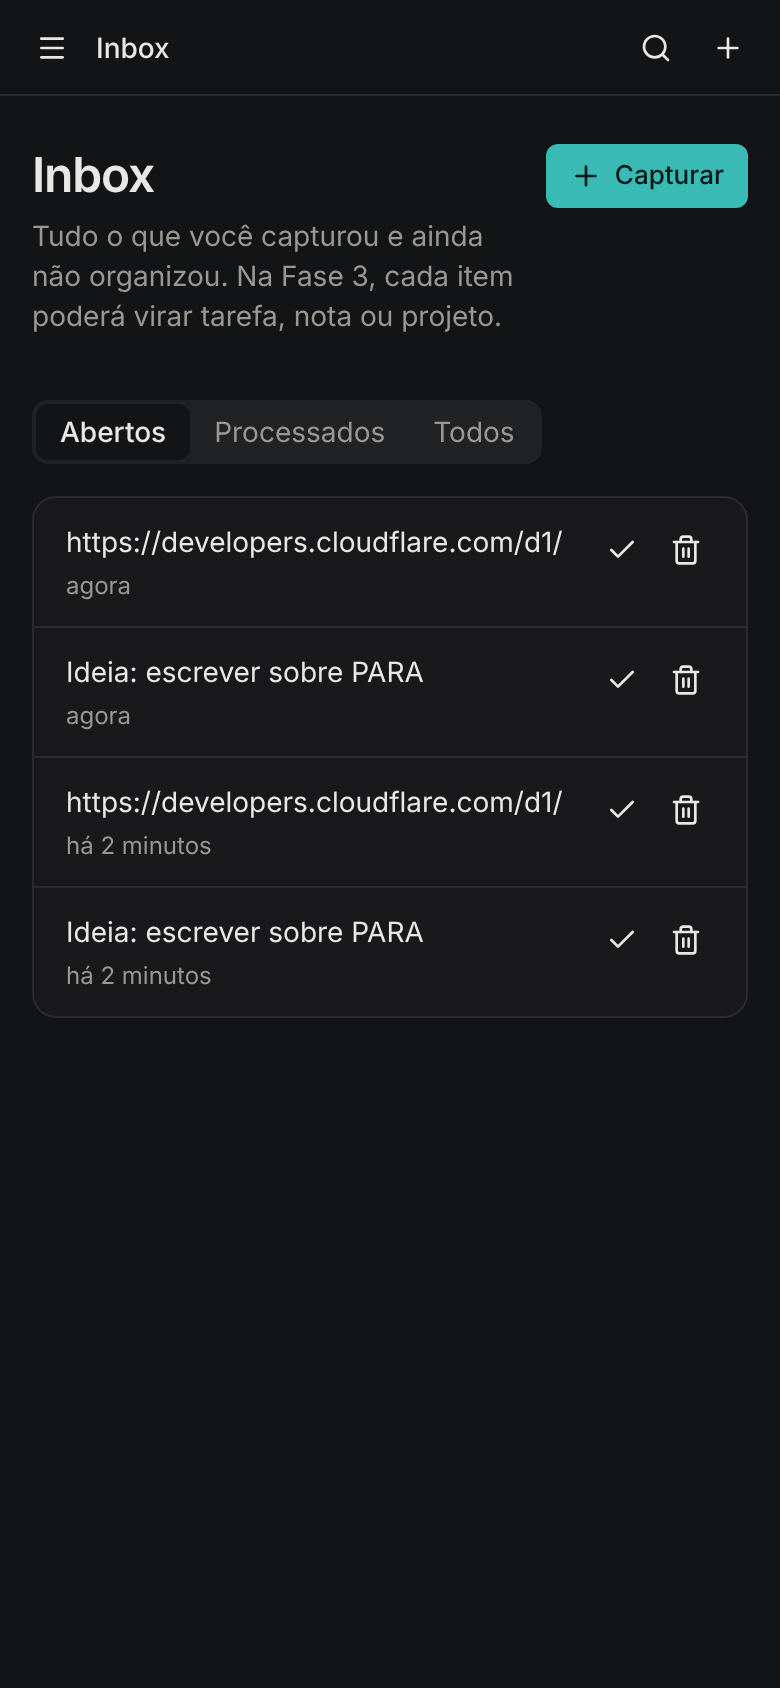 Inbox
Inbox
Capturar
Tudo o que você capturou e ainda
não organizou. Na Fase 3, cada item
poderá virar tarefa, nota ou projeto.
Abertos Processados Todos
https://developers.cloudflare.com/d1/
agora
Ideia: escrever sobre PARA
agora
https://developers.cloudflare.com/d1/
há 2 minutos
Ideia: escrever sobre PARA
há 2 minutos